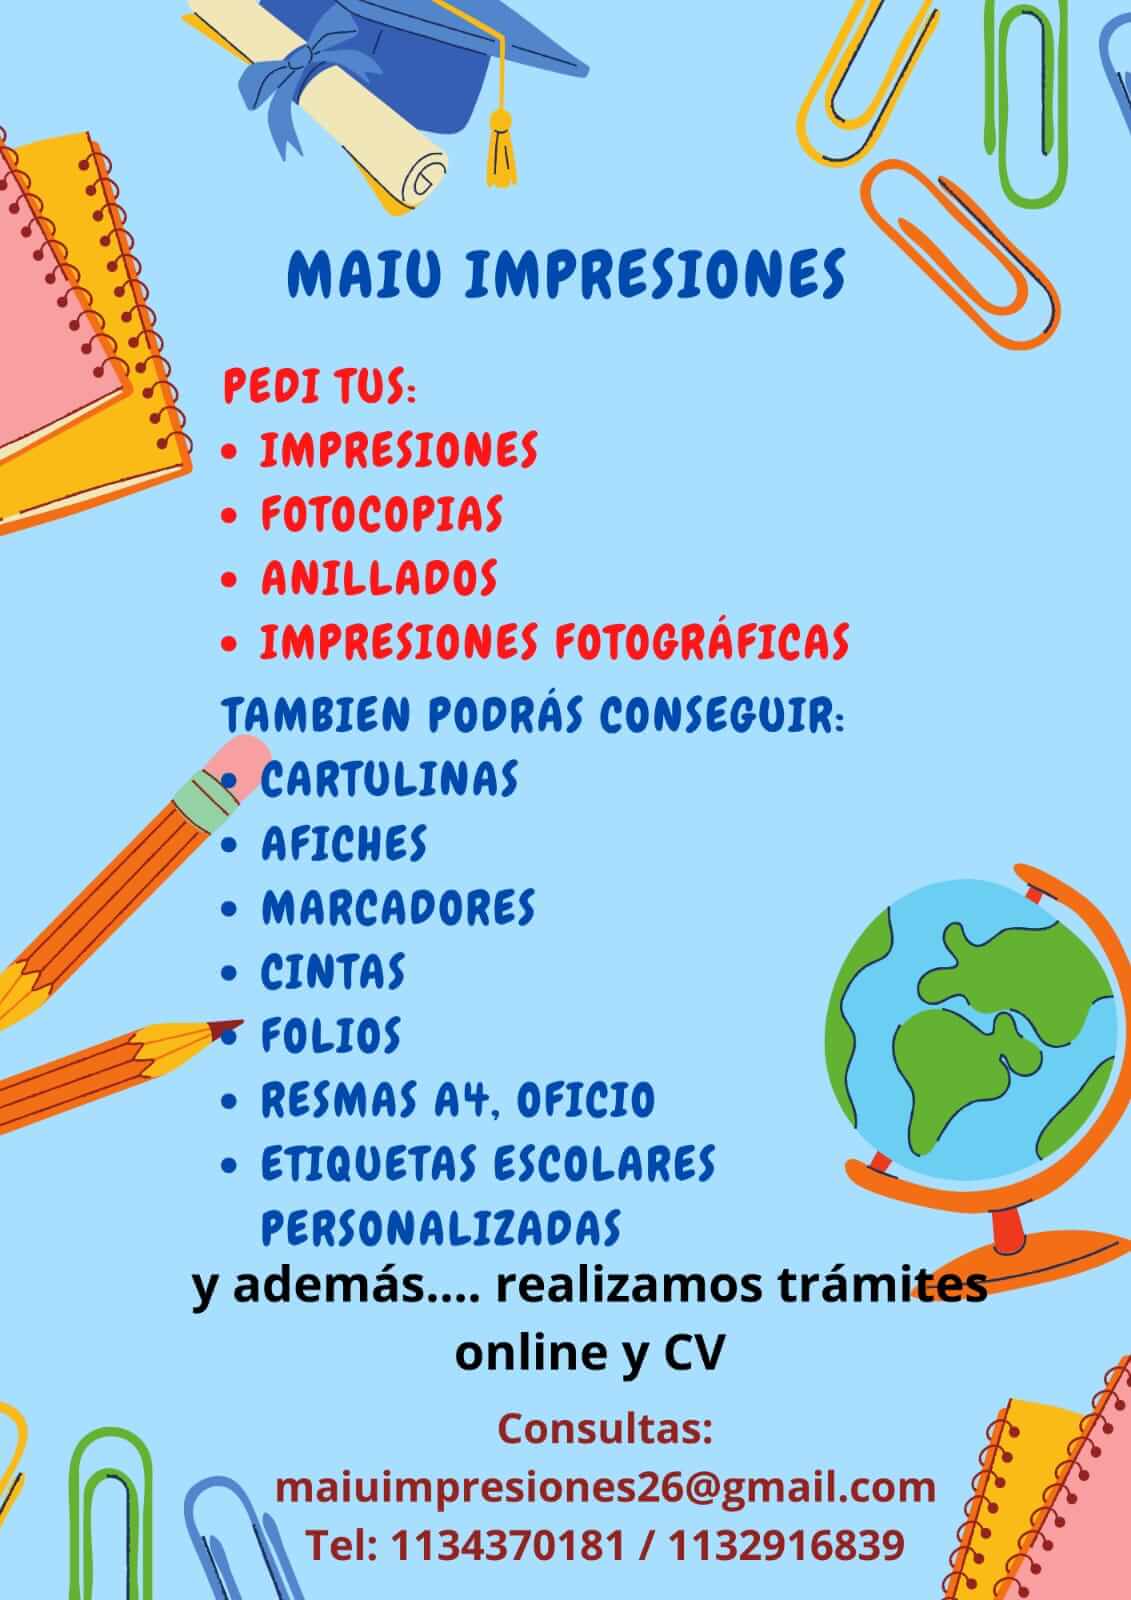 MAIU IMPRESIONES
PEDI TUS:
• IMPRESIONES
• FOTOCOPIAS
• ANILLADOS
• IMPRESIONES FOTOGRÁFICAS
TAMBIEN PODRÁS CONSEGUIR:
• CARTULINAS
• AFICHES
• MARCADORES
• CINTAS
• FOLIOS
• RESMAS A4, OFICIO
• ETIQUETAS ESCOLARES
PERSONALIZADAS
y además.... realizamos trámites
online y CV
Consultas:
maiuimpresiones26@gmail.com
Tel: 1134370181 / 1132916839